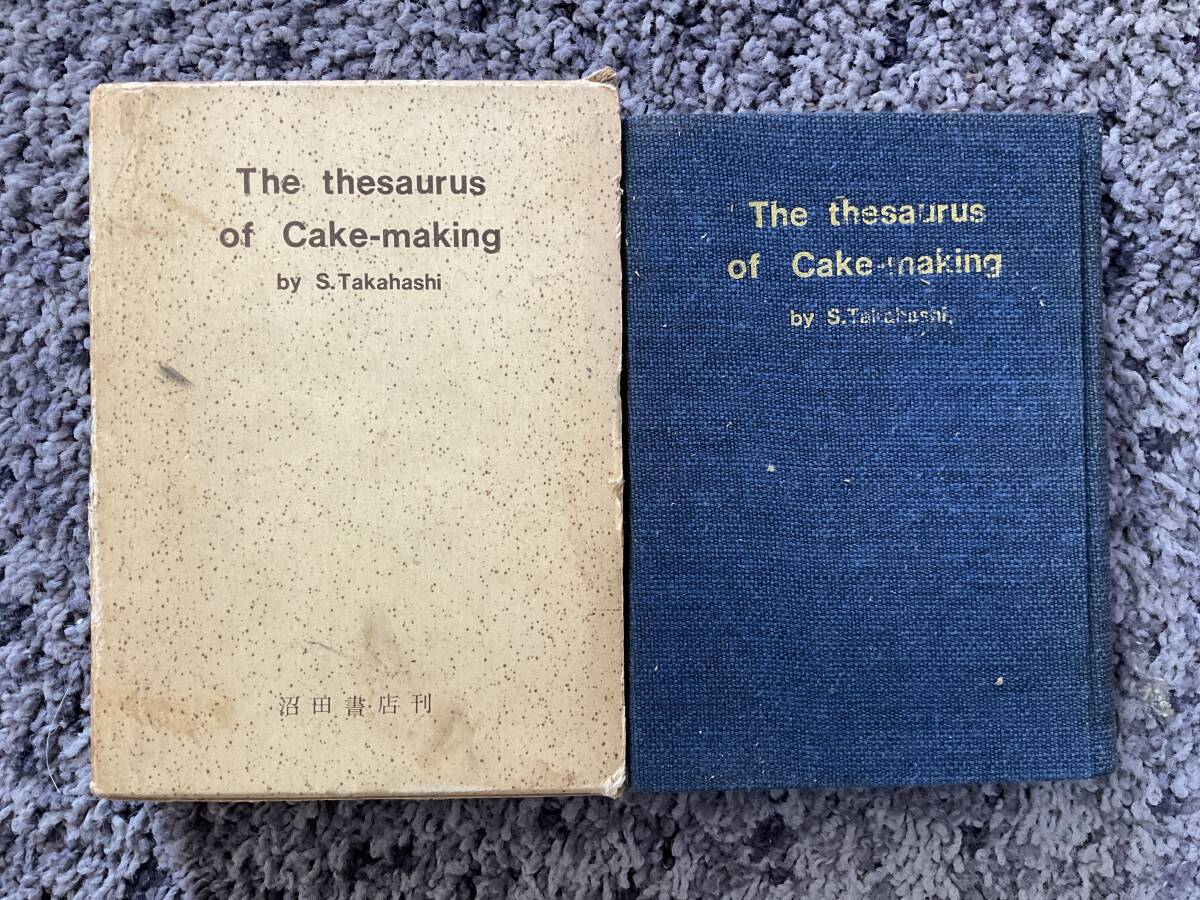 The thesaurus
of Cake-making
by S.Takahashi
沼田書店刊
The thesaurus
of Cake-making
by S.Takahashi,